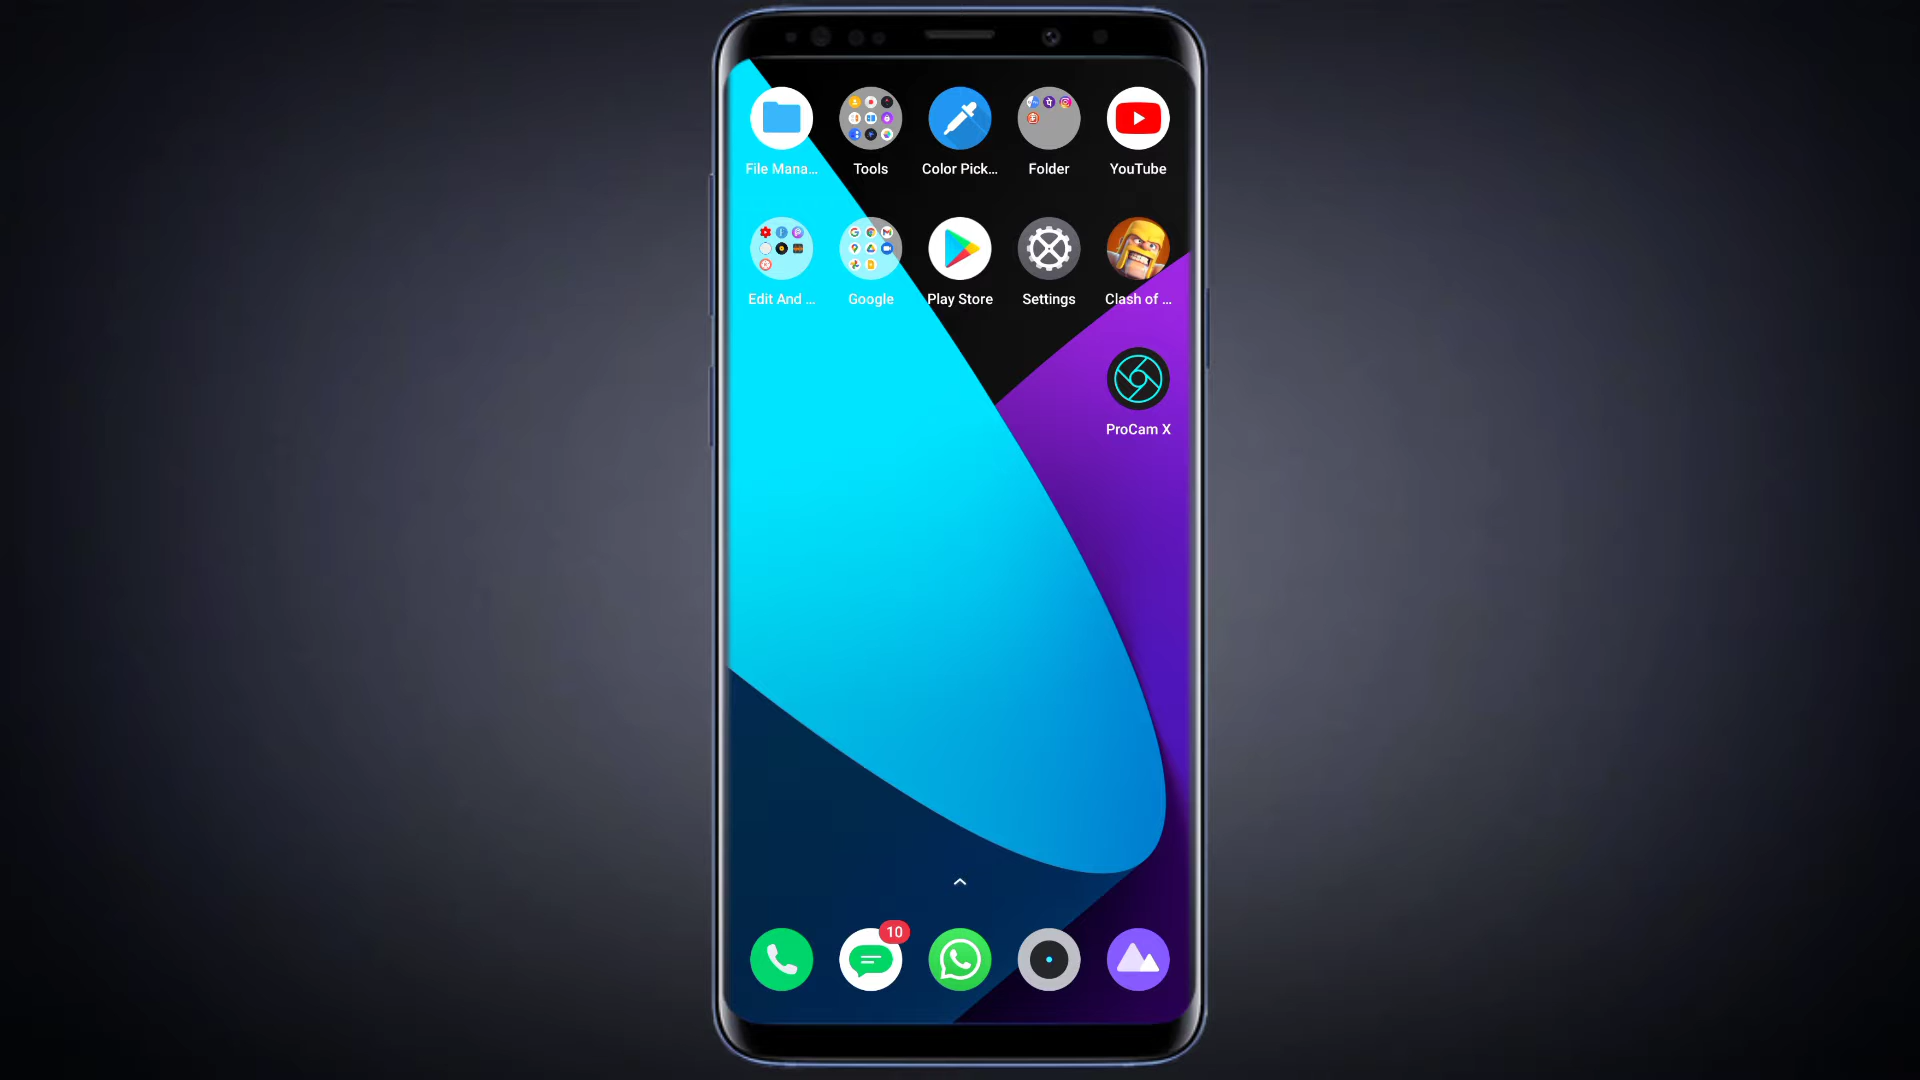 File Mana...
Tools
Color Pick...
Folder
YouTube
Edit And ...
Google
Play Store
Settings
Clash of ...
ProCam X
10